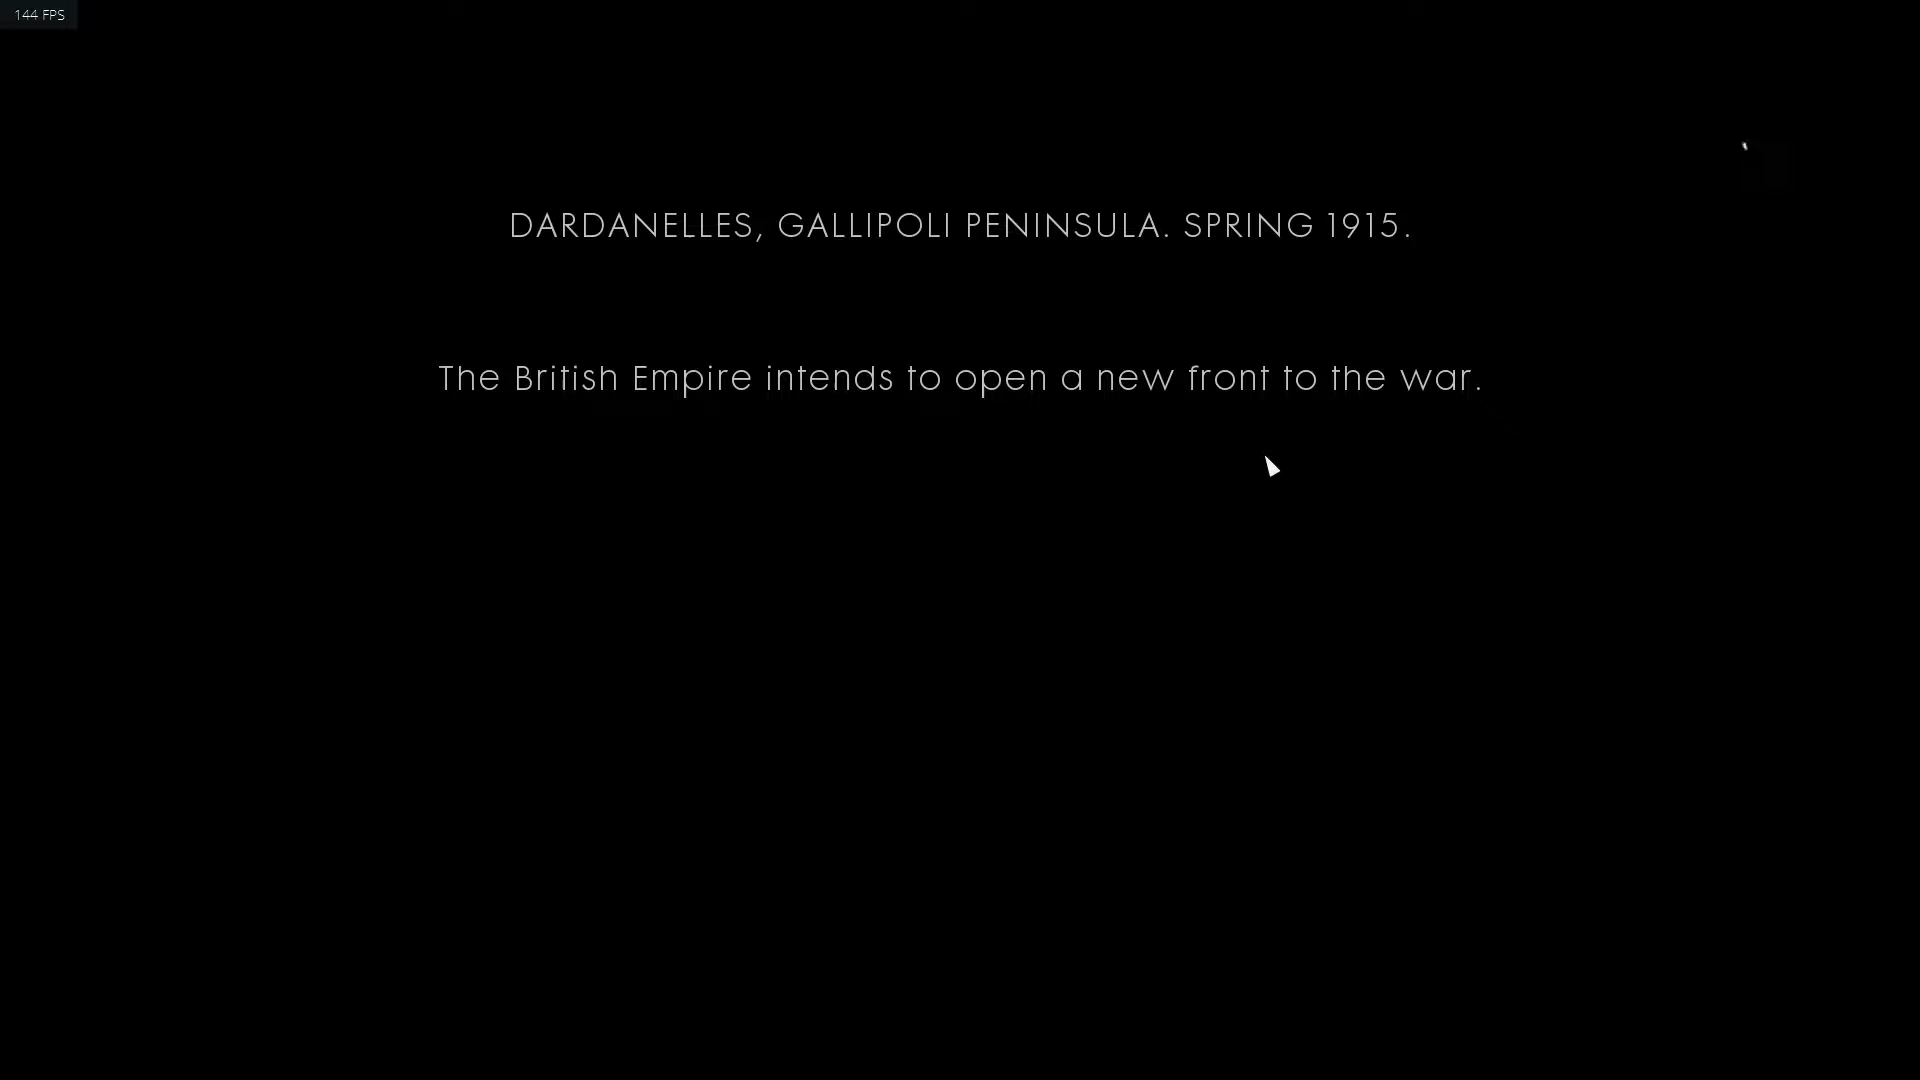 144 FPS
DARDANELLES, GALLIPOLI PENINSULA. SPRING 1915.
The British Empire intends to open a new front to the war.